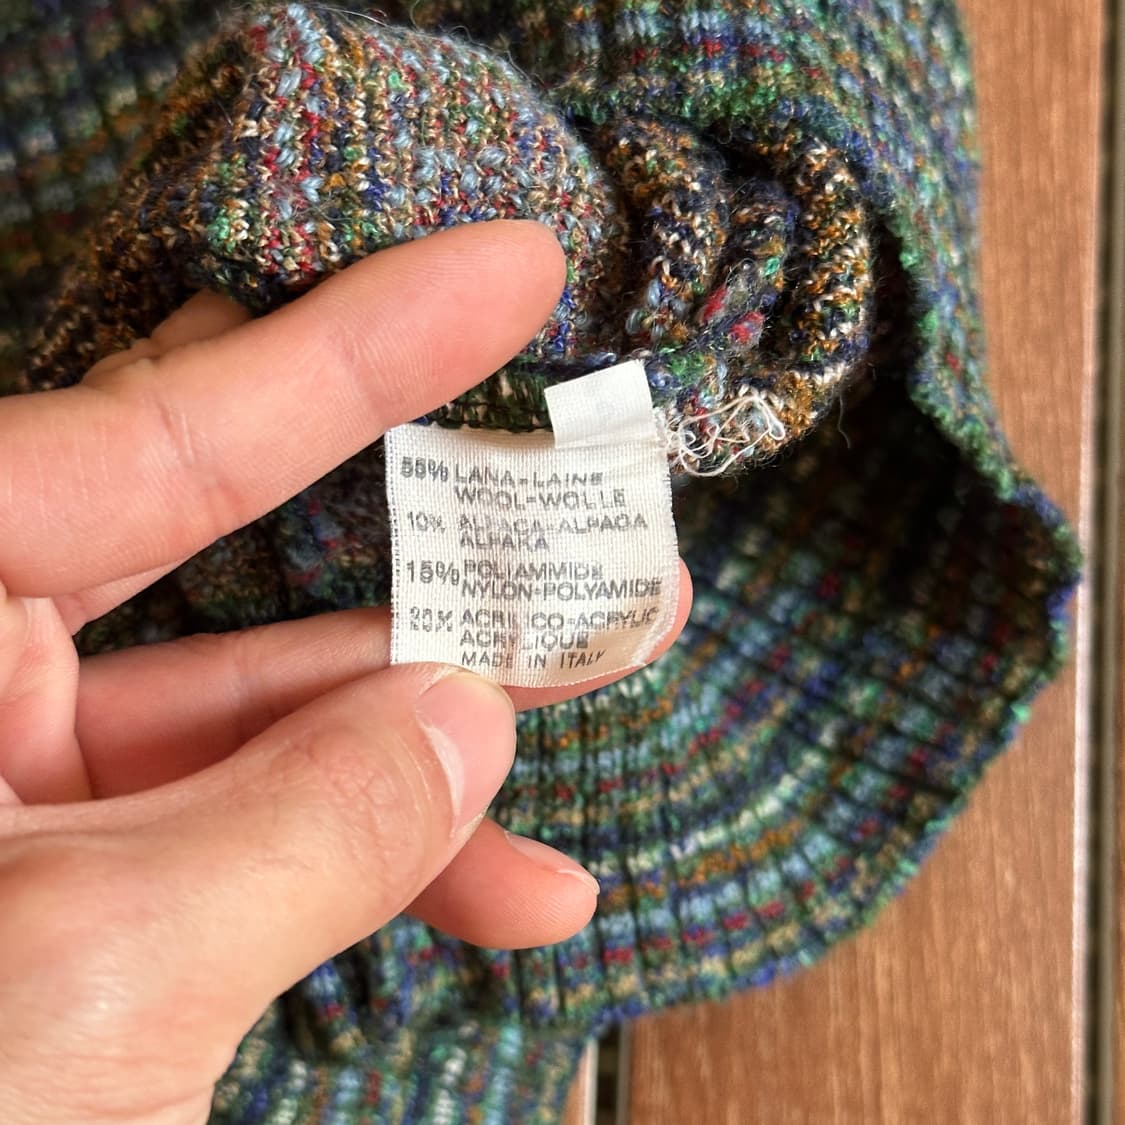 55% LANA-LAINE
WOOL-WOLLE
10% ALPACA-ALPACA
ALPAKA
15% POLIAMMIDE
NYLON-POLYAMIDE
20% ACRILICO-ACRYLIC
ACRYLIQUE
MADE IN ITALY